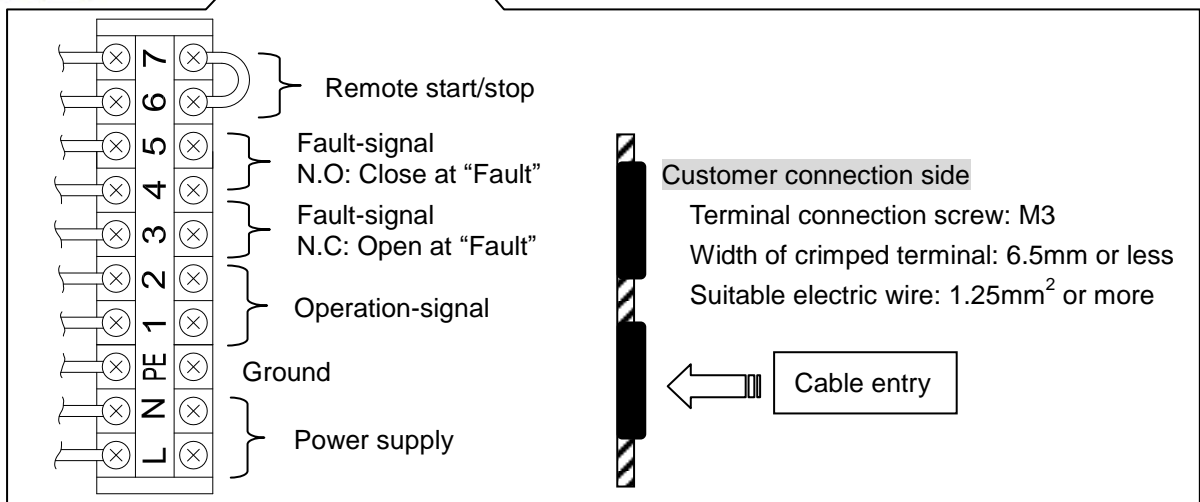 7
6
5
4
3
2
1
PE
N
L
Remote start/stop
Fault-signal
N.O: Close at “Fault”
Fault-signal
N.C: Open at “Fault”
Operation-signal
Ground
Power supply
Customer connection side
Terminal connection screw: M3
Width of crimped terminal: 6.5mm or less
Suitable electric wire: 1.25mm² or more
Cable entry